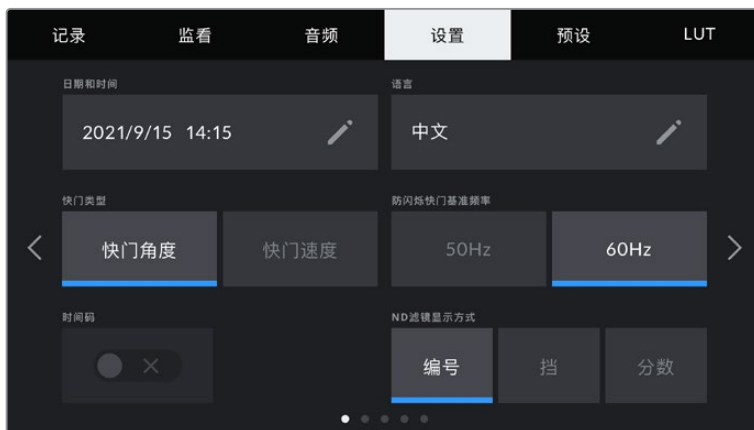 记录 监看 音频 设置 预设 LUT
日期和时间 语言
2021/9/15 14:15 中文
快门类型 防闪烁快门基准频率
快门角度 快门速度 50Hz 60Hz
时间码 ND滤镜显示方式
编号 挡 分数